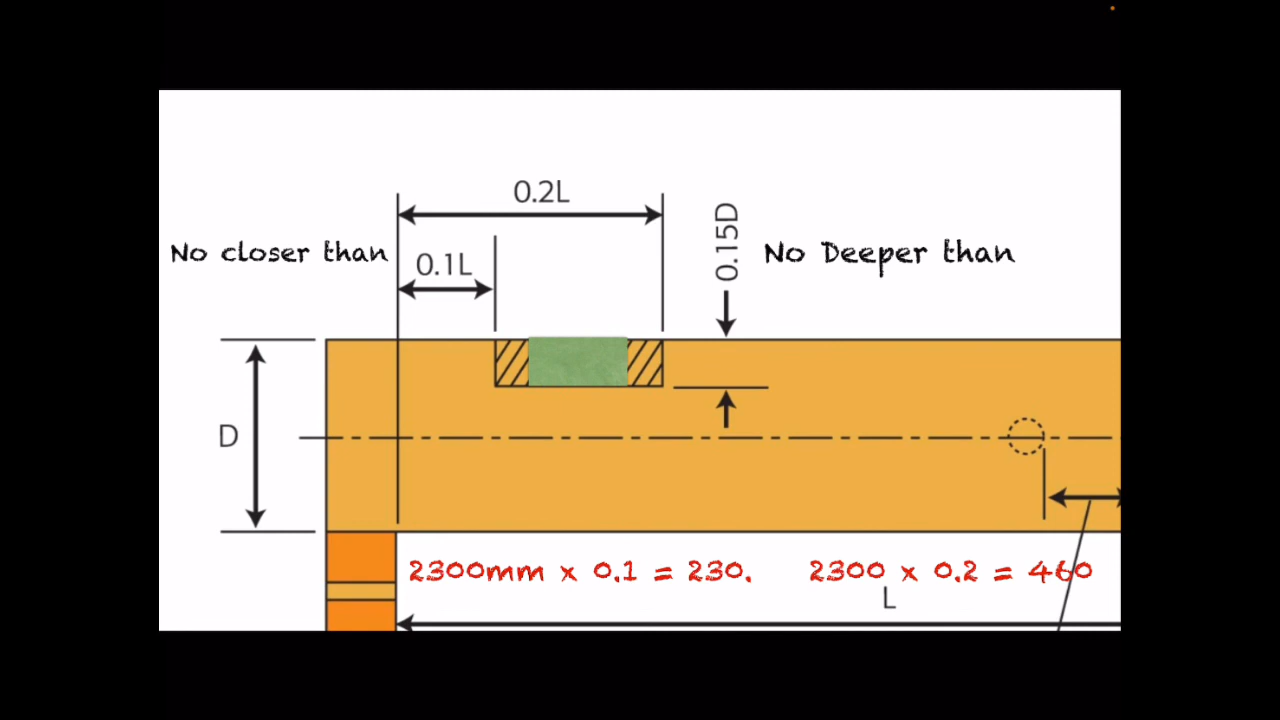 0.2L
No closer than
0.1L
0.15D
No Deeper than
D
2300mm x 0.1 = 230.
2300 x 0.2 = 460
L